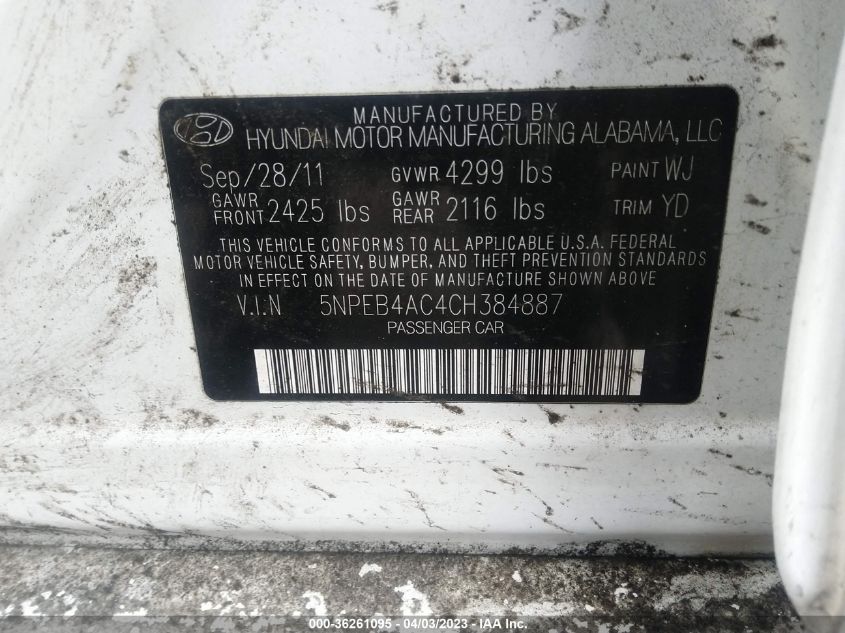 MANUFACTURED BY
HYUNDAI MOTOR MANUFACTURING ALABAMA, LLC
Sep/28/11 GVWR 4299 lbs PAINT WJ
GAWR FRONT 2425 lbs GAWR REAR 2116 lbs TRIM YD
THIS VEHICLE CONFORMS TO ALL APPLICABLE U.S.A. FEDERAL
MOTOR VEHICLE SAFETY, BUMPER, AND THEFT PREVENTION STANDARDS
IN EFFECT ON THE DATE OF MANUFACTURE SHOWN ABOVE
V.I.N 5NPEB4AC4CH384887
PASSENGER CAR
000-36261095 - 04/03/2023 - IAA Inc.